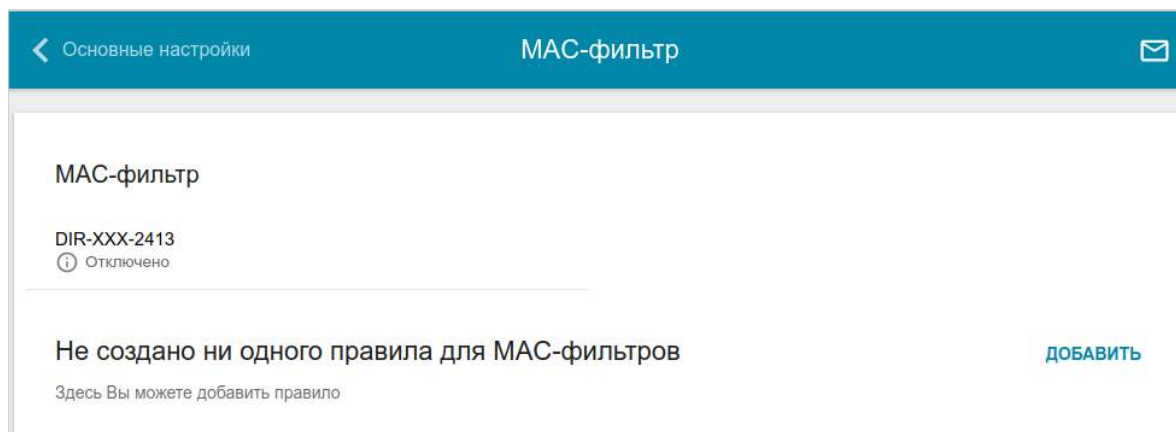 Основные настройки
MAC-фильтр
MAC-фильтр
DIR-XXX-2413
Отключено
Не создано ни одного правила для MAC-фильтров
ДОБАВИТЬ
Здесь Вы можете добавить правило